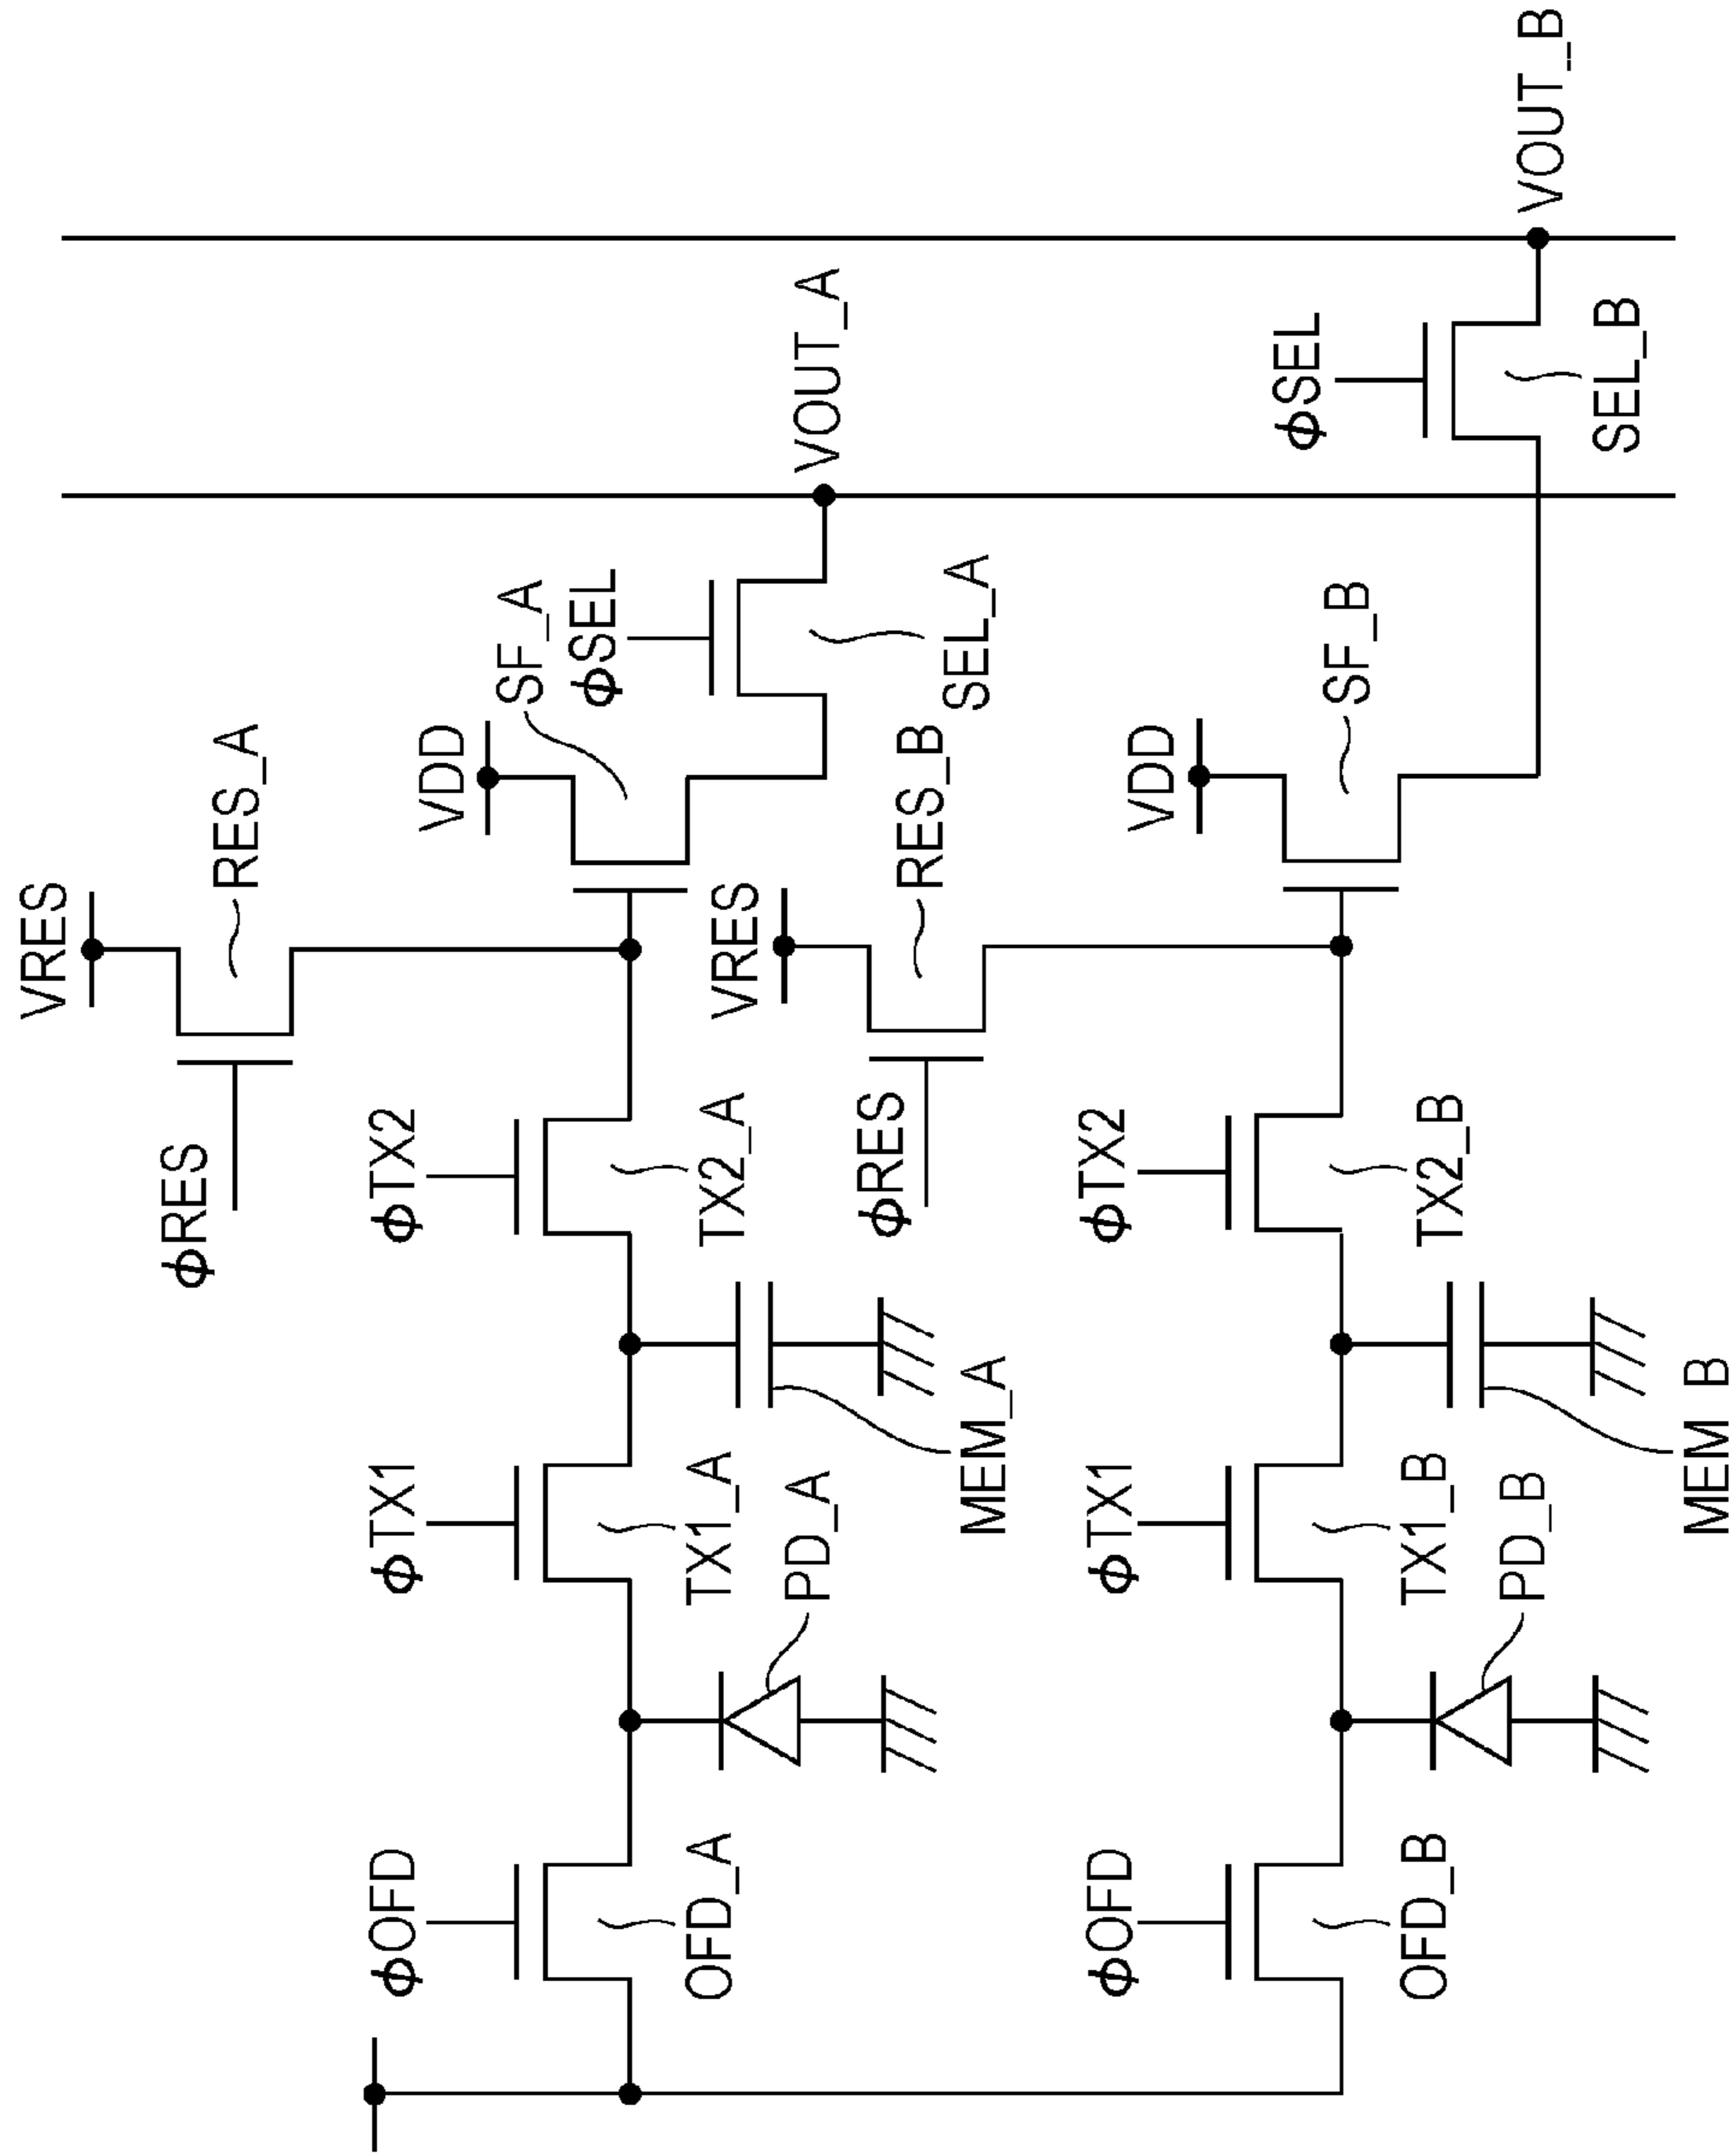 VRES
RES_A
ϕRES
VDD
SF_A
ϕSEL
VOUT_A
SEL_A
ϕOFD
ϕTX1
ϕTX2
OFD_A
TX1_A
TX2_A
PD_A
MEM_A
VRES
RES_B
ϕRES
VDD
SF_B
ϕSEL
VOUT_B
SEL_B
ϕOFD
ϕTX1
ϕTX2
OFD_B
TX1_B
TX2_B
PD_B
MEM_B